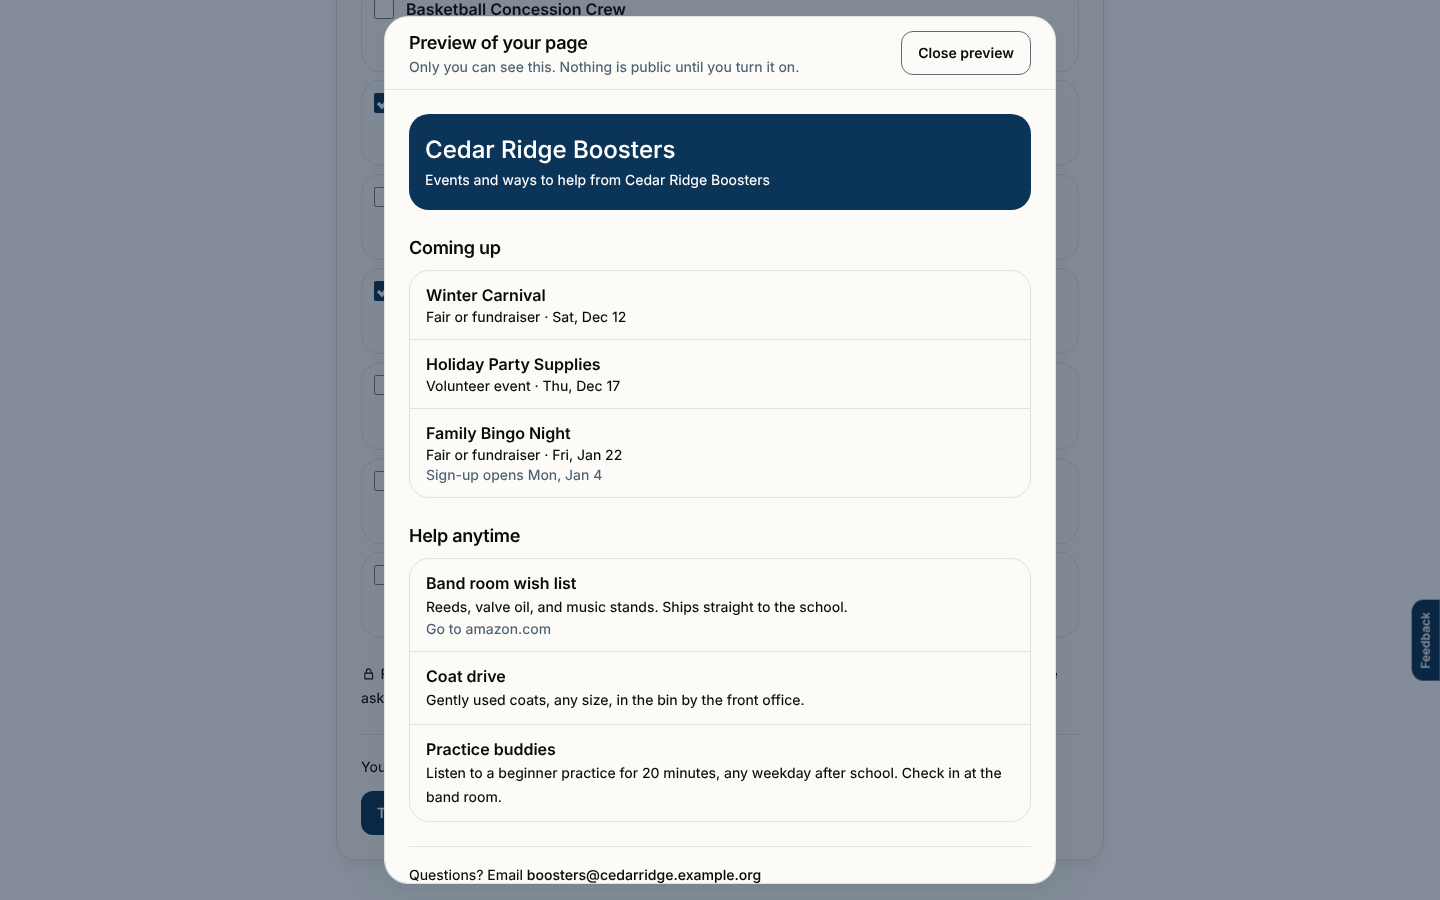 Basketball Concession Crew
Preview of your page
Only you can see this. Nothing is public until you turn it on.
Close preview
Cedar Ridge Boosters
Events and ways to help from Cedar Ridge Boosters
Coming up
Winter Carnival
Fair or fundraiser · Sat, Dec 12
Holiday Party Supplies
Volunteer event · Thu, Dec 17
Family Bingo Night
Fair or fundraiser · Fri, Jan 22
Sign-up opens Mon, Jan 4
Help anytime
Band room wish list
Reeds, valve oil, and music stands. Ships straight to the school.
Go to amazon.com
Coat drive
Gently used coats, any size, in the bin by the front office.
Practice buddies
Listen to a beginner practice for 20 minutes, any weekday after school. Check in at the
band room.
Questions? Email boosters@cedarridge.example.org
ask
You
Feedback